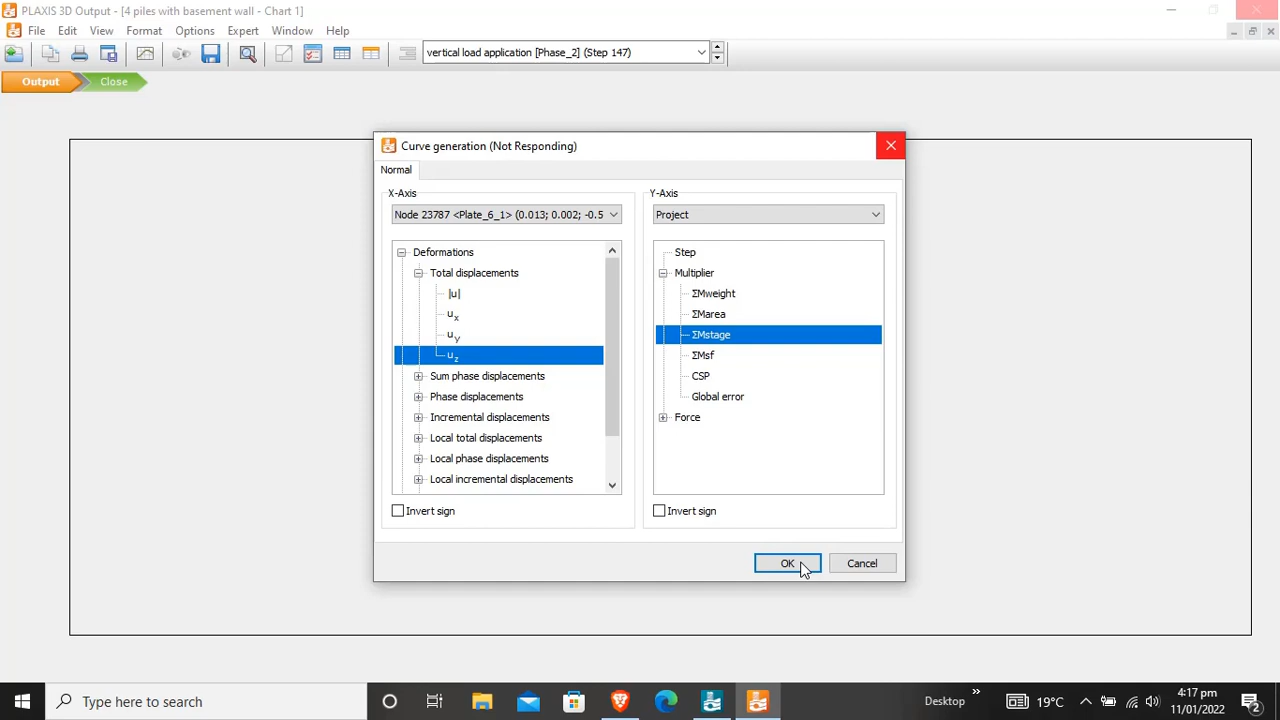 PLAXIS 3D Output - [4 piles with basement wall - Chart 1]
File Edit View Format Options Expert Window Help
vertical load application [Phase_2] (Step 147)
Output Close
Curve generation (Not Responding)
Normal
X-Axis
Node 23787 <Plate_6_1> (0.013; 0.002; -0.5
Deformations
Total displacements
|u|
ux
uy
uz
Sum phase displacements
Phase displacements
Incremental displacements
Local total displacements
Local phase displacements
Local incremental displacements
Invert sign
Y-Axis
Project
Step
Multiplier
ΣMweight
ΣMarea
ΣMstage
ΣMsf
CSP
Global error
Force
Invert sign
OK Cancel
Type here to search
Desktop
»
19°C
4:17 pm
11/01/2022
2